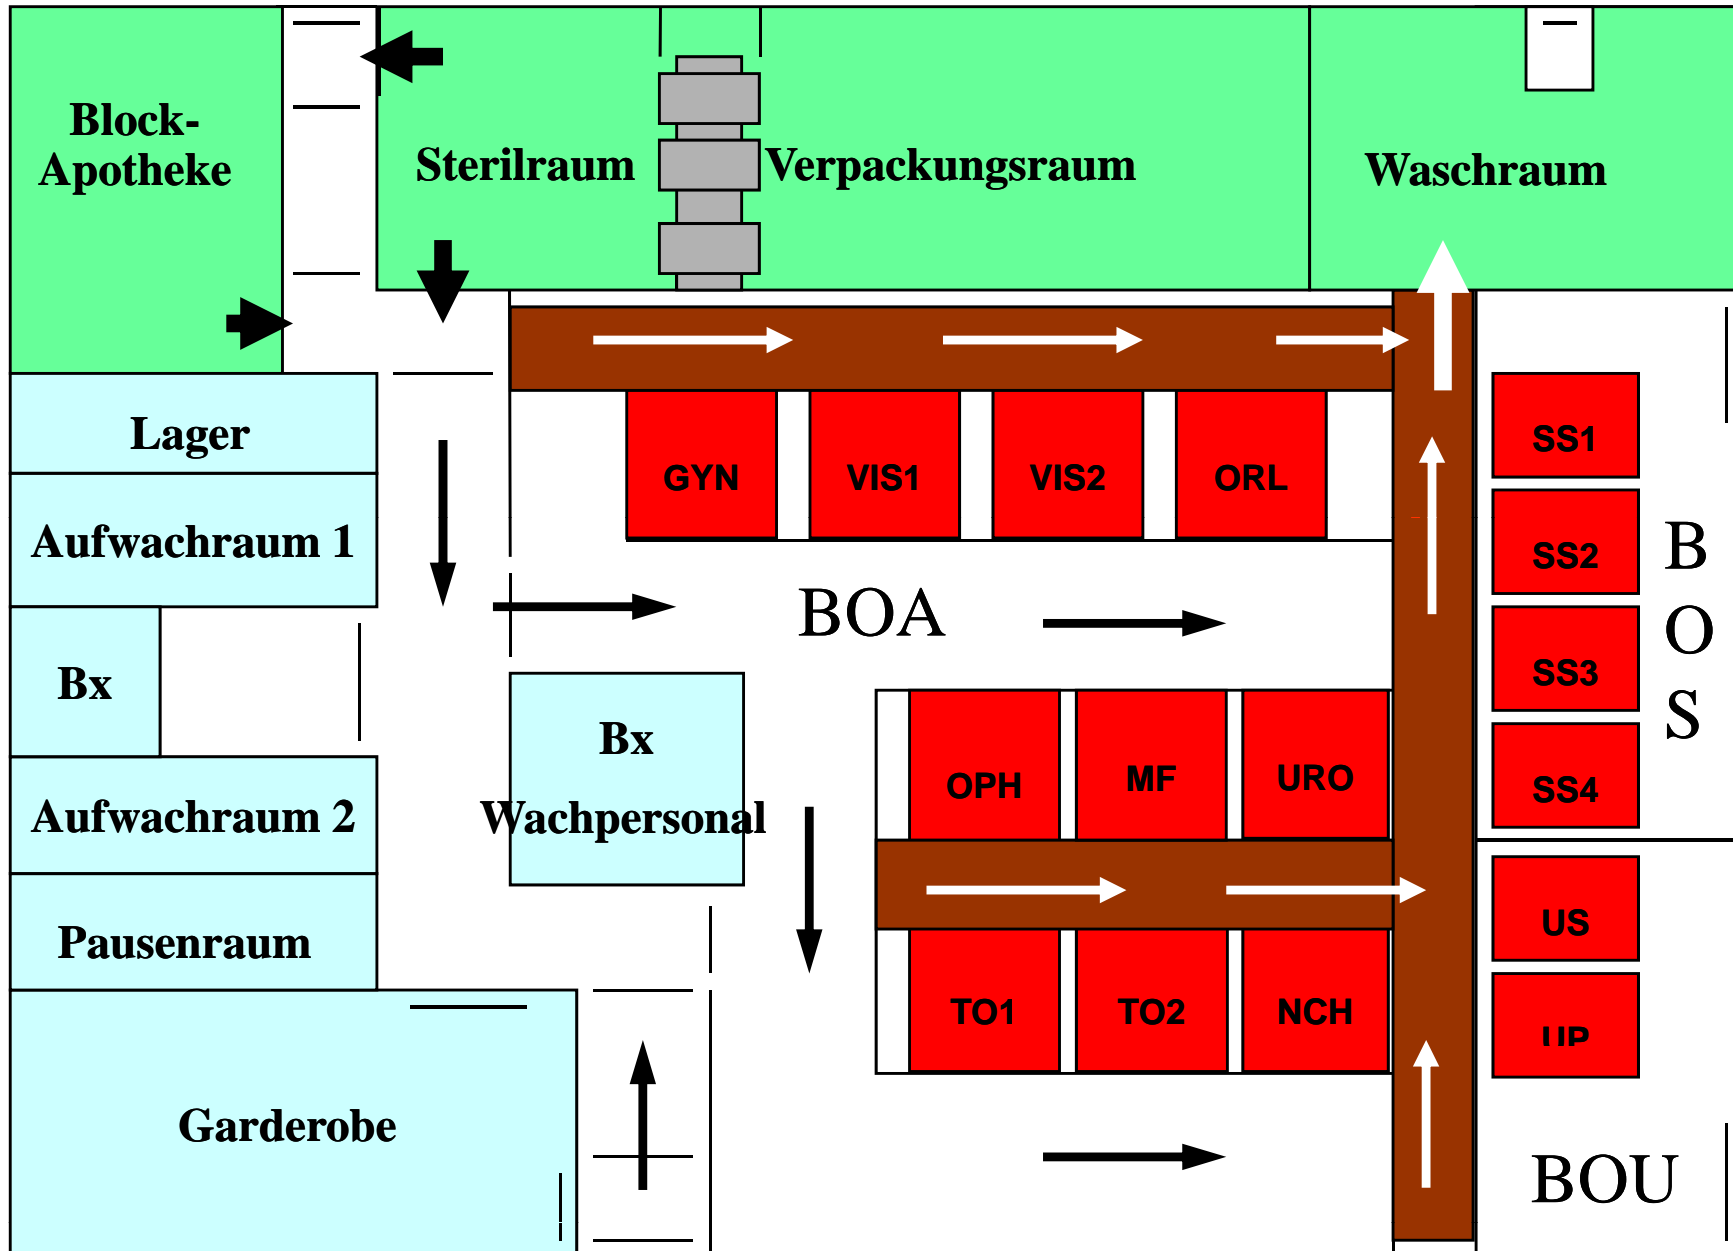 Block-
Apotheke
Sterilraum
Verpackungsraum
Waschraum
Lager
Aufwachraum 1
Bx
Aufwachraum 2
Pausenraum
Garderobe
Bx
Wachpersonal
GYN
VIS1
VIS2
ORL
BOA
OPH
MF
URO
TO1
TO2
NCH
SS1
SS2
SS3
SS4
B
O
S
US
UP
BOU